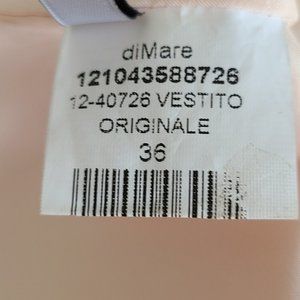 diMare
121043588726
12-40726 VESTITO
ORIGINALE
36